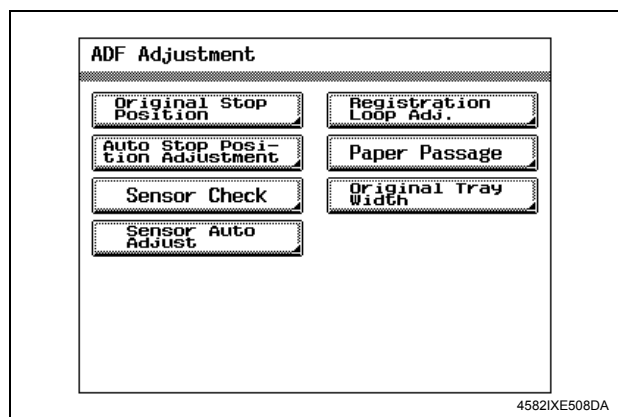 ADF Adjustment
Original Stop
Position
Registration
Loop Adj.
Auto Stop Posi-
tion Adjustment
Paper Passage
Sensor Check
Original Tray
Width
Sensor Auto
Adjust
4582IXE508DA